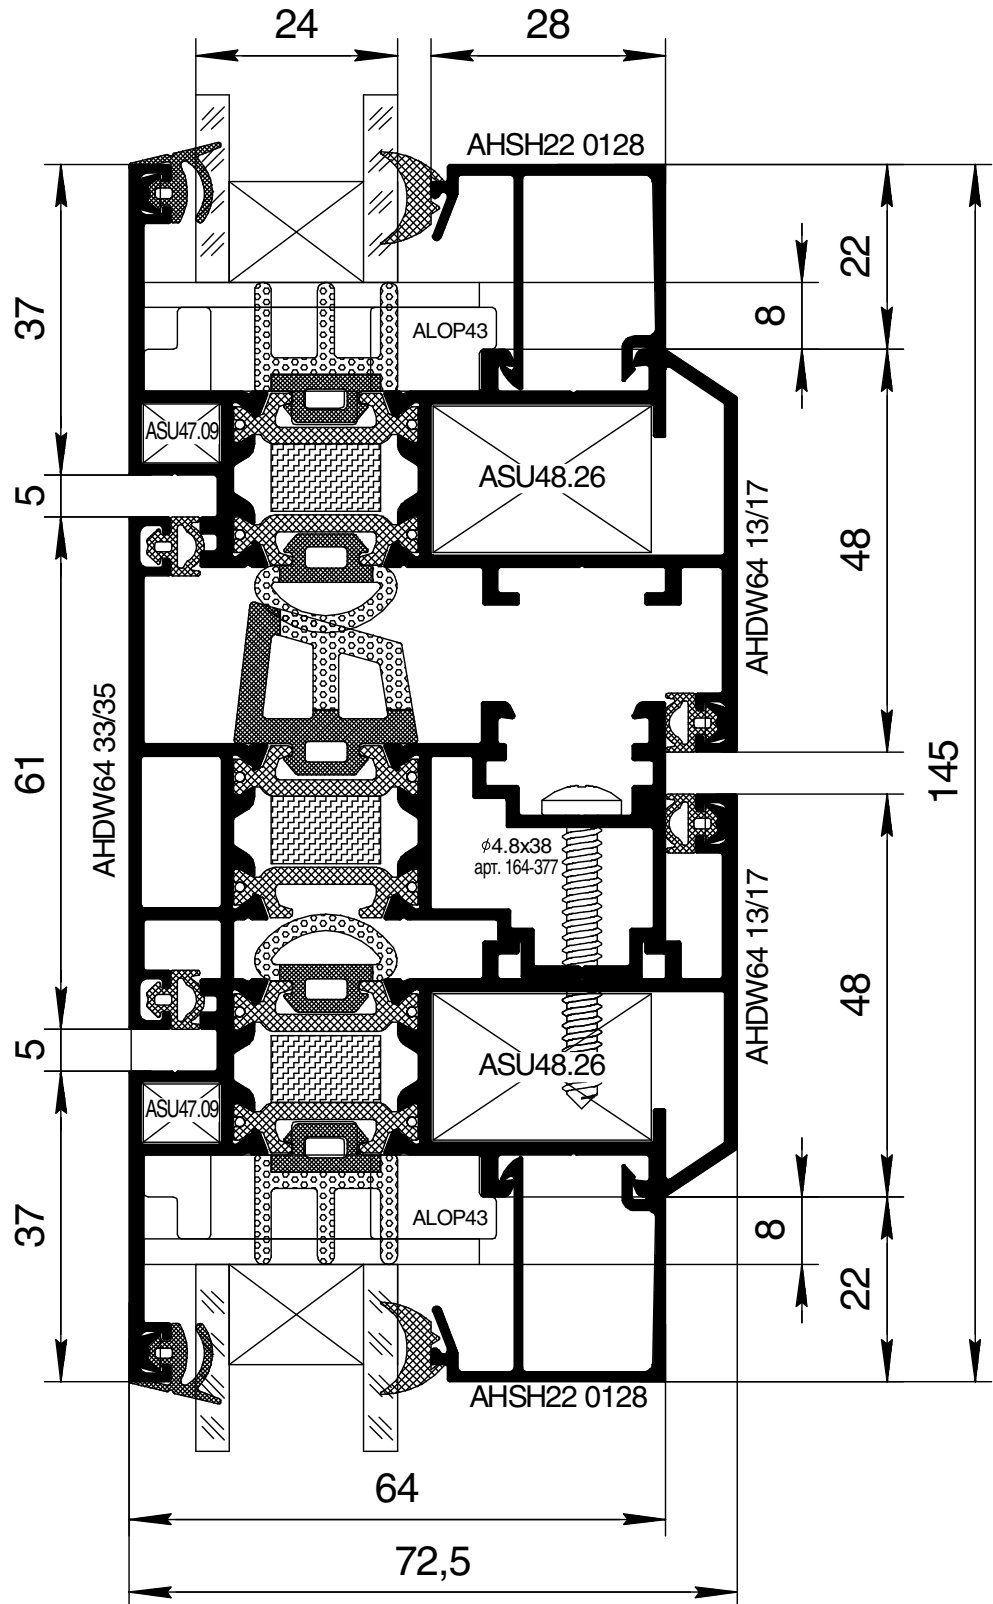 24
28
AHSH22 0128
37
22
8
ALOP43
ASU47.09
ASU48.26
5
48
AHDW64 13/17
AHDW64 33/35
61
145
ϕ4.8x38
арт. 164-377
AHDW64 13/17
48
5
ASU48.26
ASU47.09
37
ALOP43
8
22
AHSH22 0128
64
72,5